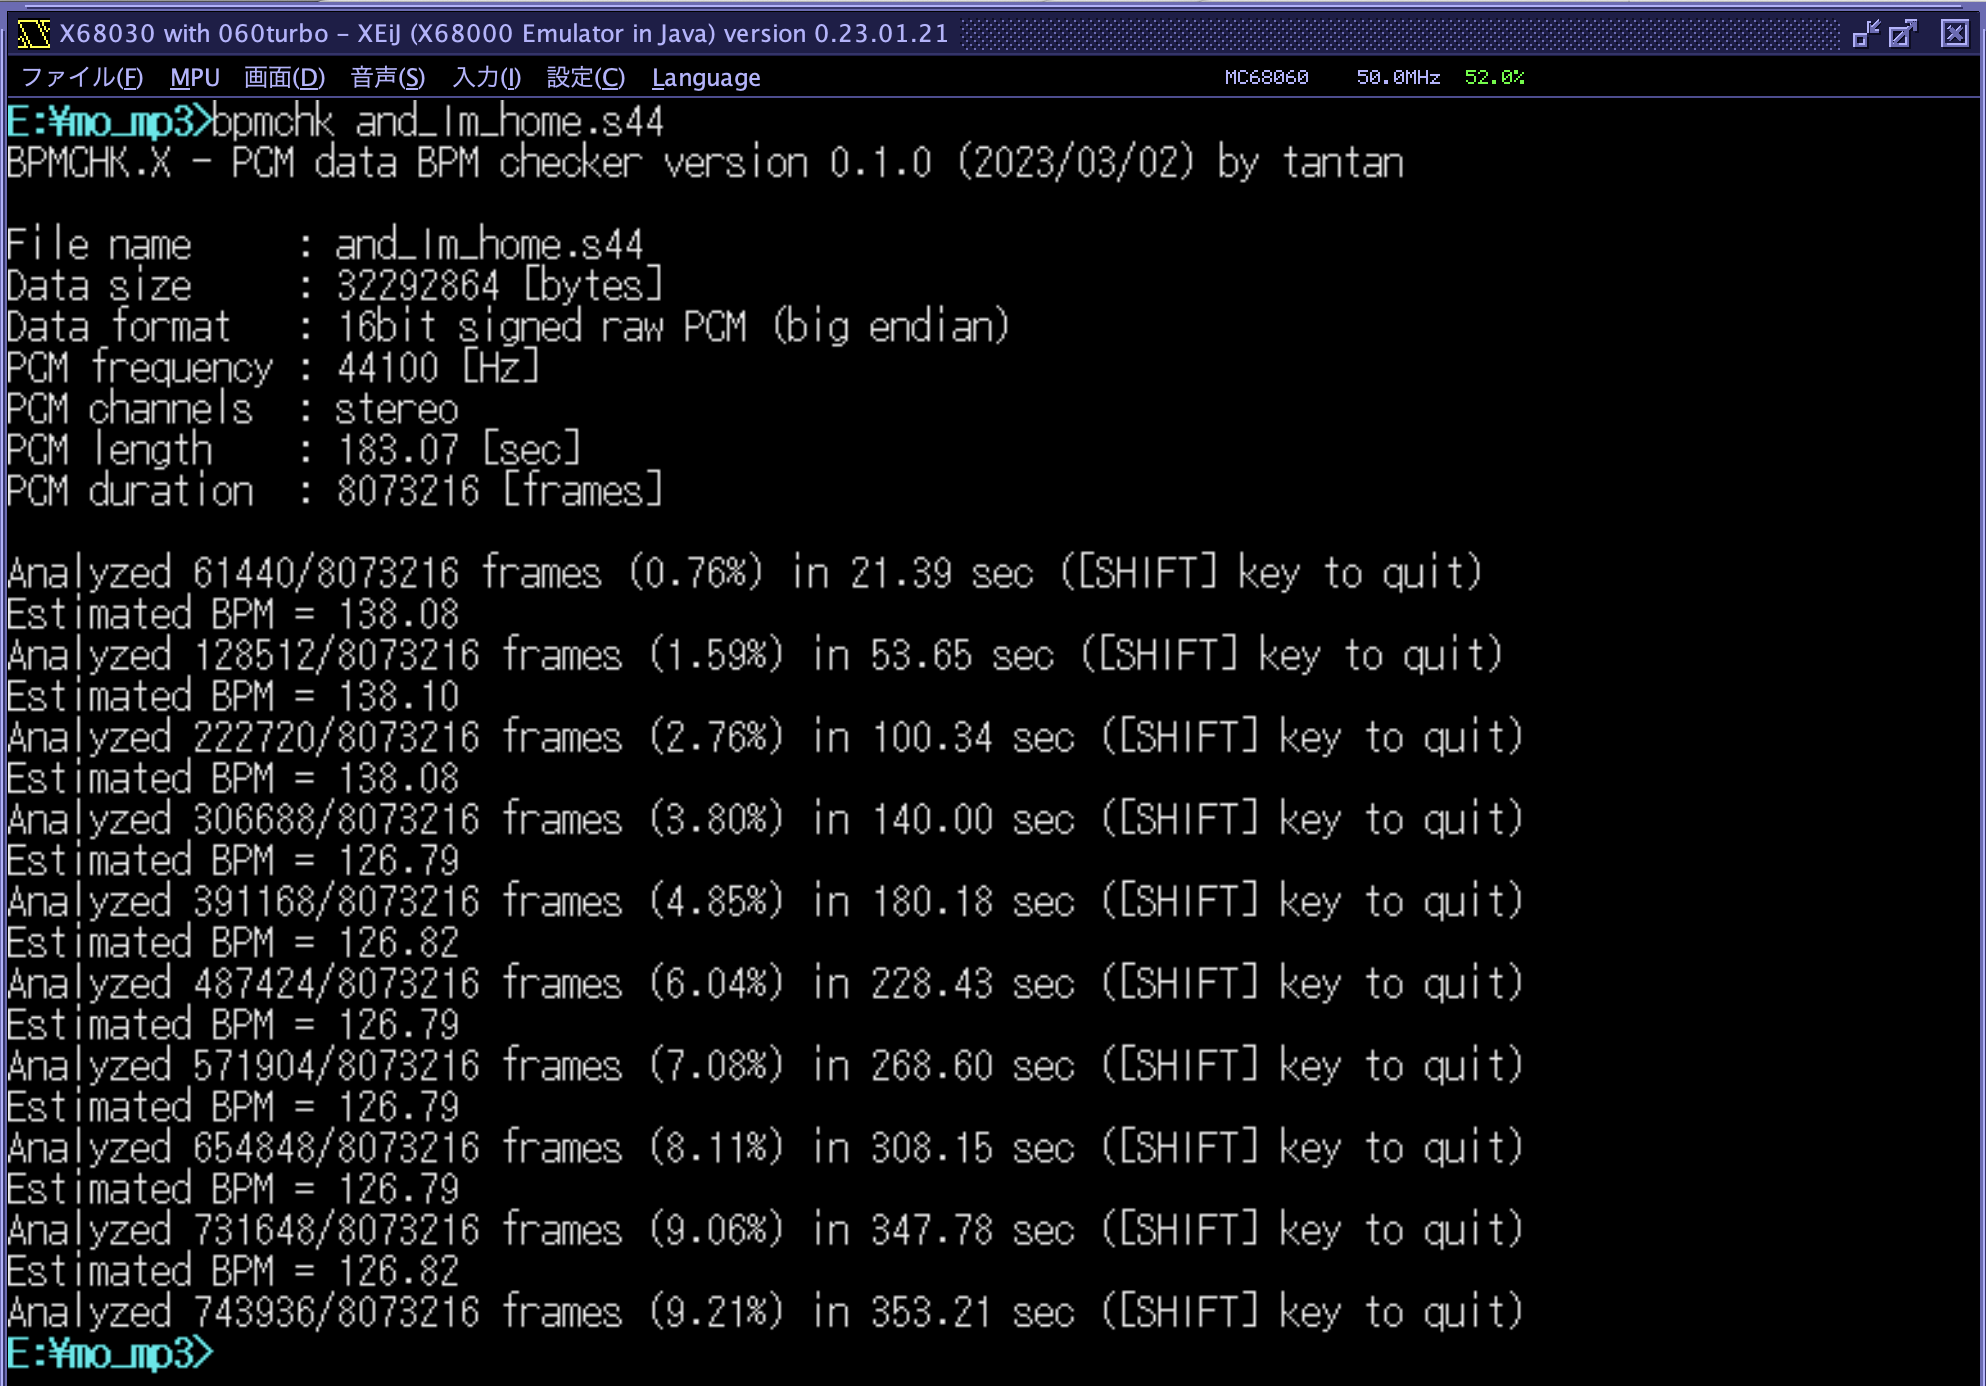 X68030 with 060turbo - XEiJ (X68000 Emulator in Java) version 0.23.01.21
ファイル(F) MPU 画面(D) 音声(S) 入力(I) 設定(C) Language MC68060 50.0MHz 52.0%
E:¥mo_mp3>bpmchk and_lm_home.s44
BPMCHK.X - PCM data BPM checker version 0.1.0 (2023/03/02) by tantan
File name : and_lm_home.s44
Data size : 32292864 [bytes]
Data format : 16bit signed raw PCM (big endian)
PCM frequency : 44100 [Hz]
PCM channels : stereo
PCM length : 183.07 [sec]
PCM duration : 8073216 [frames]
Analyzed 61440/8073216 frames (0.76%) in 21.39 sec ([SHIFT] key to quit)
Estimated BPM = 138.08
Analyzed 128512/8073216 frames (1.59%) in 53.65 sec ([SHIFT] key to quit)
Estimated BPM = 138.10
Analyzed 222720/8073216 frames (2.76%) in 100.34 sec ([SHIFT] key to quit)
Estimated BPM = 138.08
Analyzed 306688/8073216 frames (3.80%) in 140.00 sec ([SHIFT] key to quit)
Estimated BPM = 126.79
Analyzed 391168/8073216 frames (4.85%) in 180.18 sec ([SHIFT] key to quit)
Estimated BPM = 126.82
Analyzed 487424/8073216 frames (6.04%) in 228.43 sec ([SHIFT] key to quit)
Estimated BPM = 126.79
Analyzed 571904/8073216 frames (7.08%) in 268.60 sec ([SHIFT] key to quit)
Estimated BPM = 126.79
Analyzed 654848/8073216 frames (8.11%) in 308.15 sec ([SHIFT] key to quit)
Estimated BPM = 126.79
Analyzed 731648/8073216 frames (9.06%) in 347.78 sec ([SHIFT] key to quit)
Estimated BPM = 126.82
Analyzed 743936/8073216 frames (9.21%) in 353.21 sec ([SHIFT] key to quit)
E:¥mo_mp3>